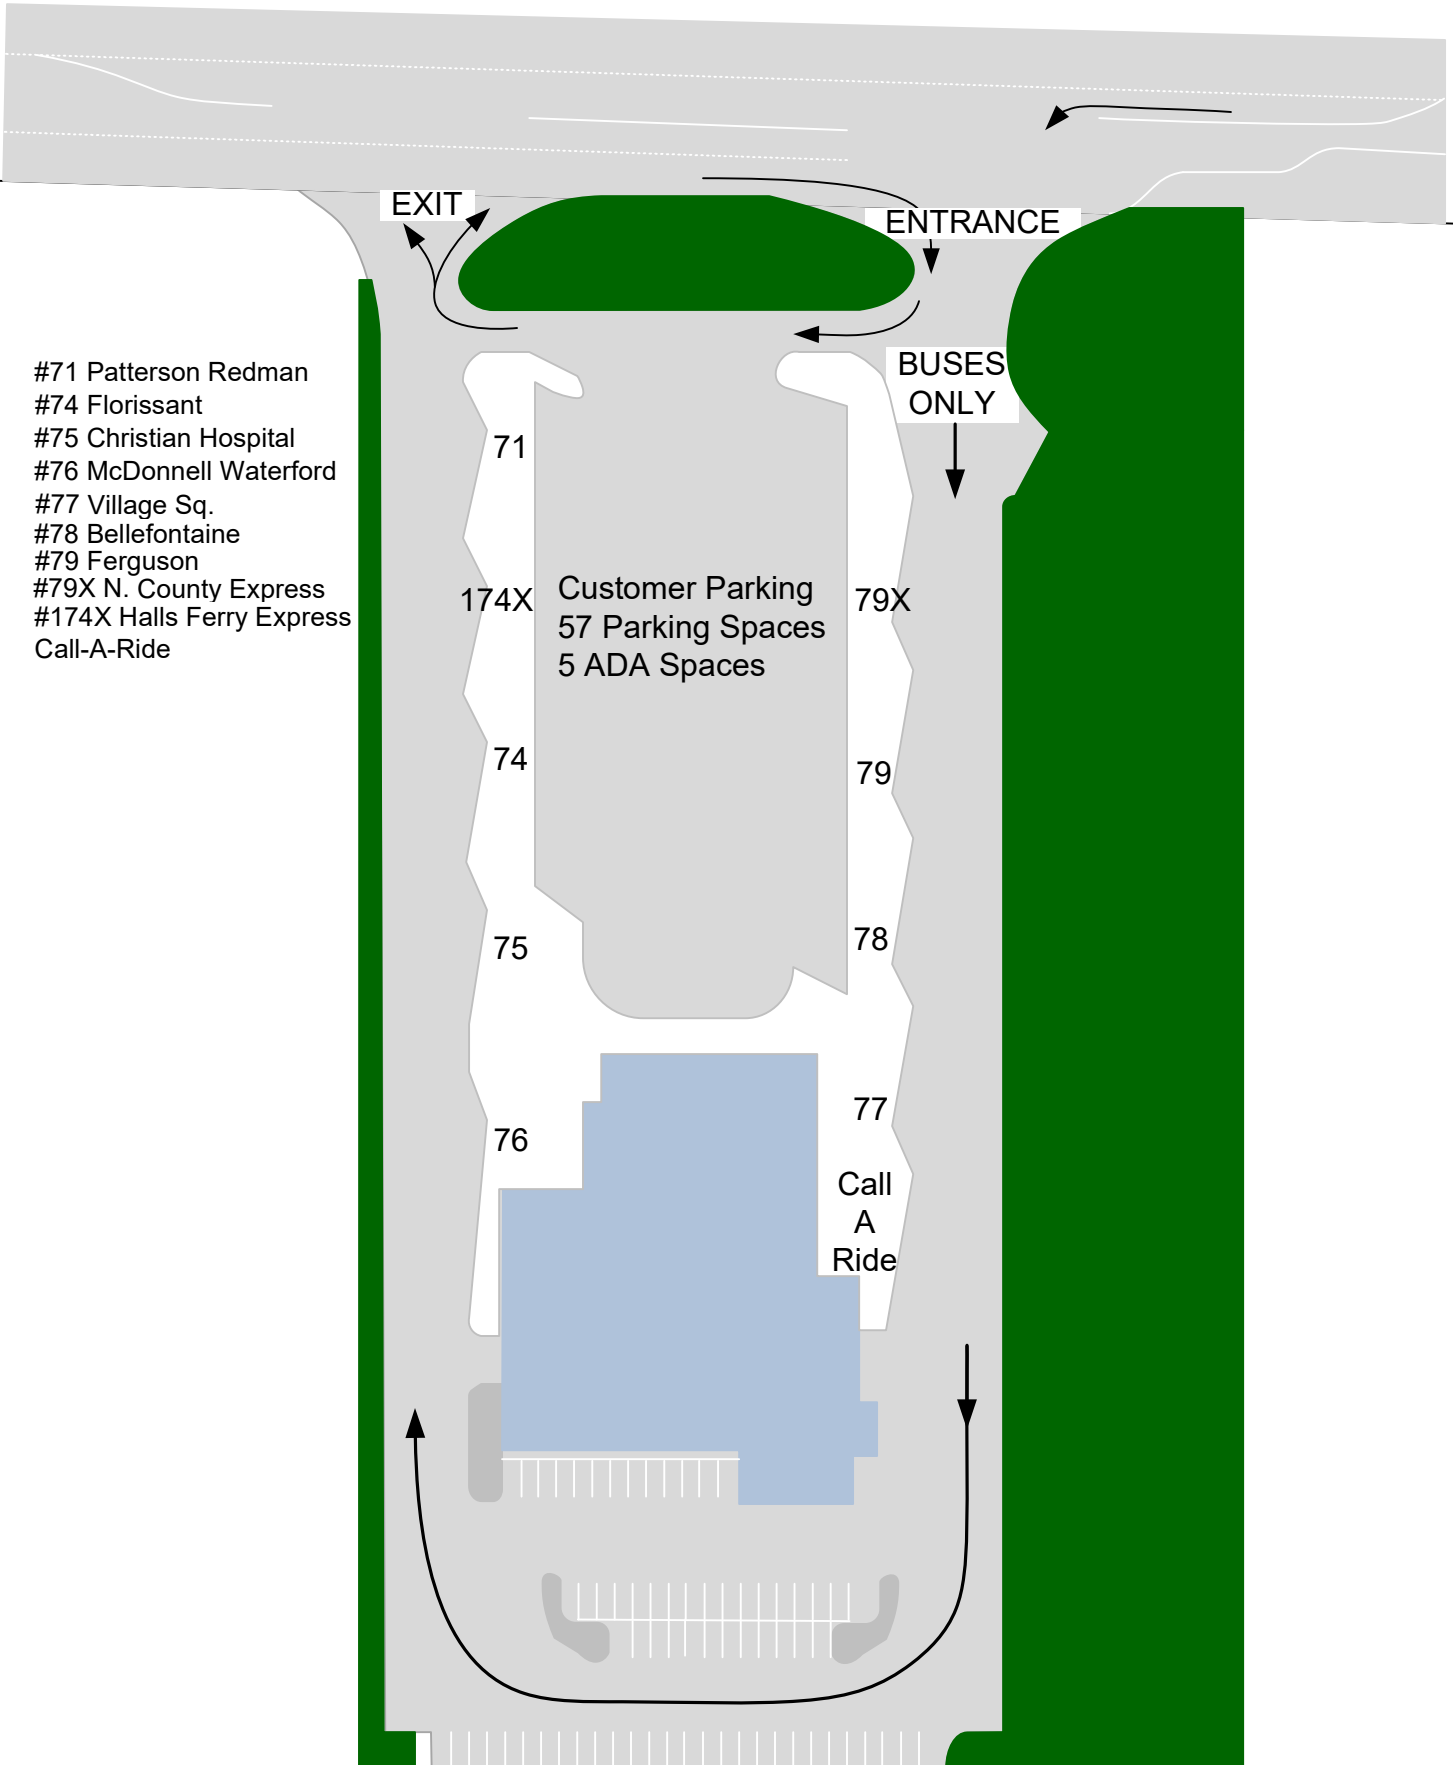 EXIT
ENTRANCE
BUSES
ONLY
#71 Patterson Redman
#74 Florissant
#75 Christian Hospital
#76 McDonnell Waterford
#77 Village Sq.
#78 Bellefontaine
#79 Ferguson
#79X N. County Express
#174X Halls Ferry Express
Call-A-Ride
71
174X
74
75
76
Customer Parking
57 Parking Spaces
5 ADA Spaces
79X
79
78
77
Call
A
Ride